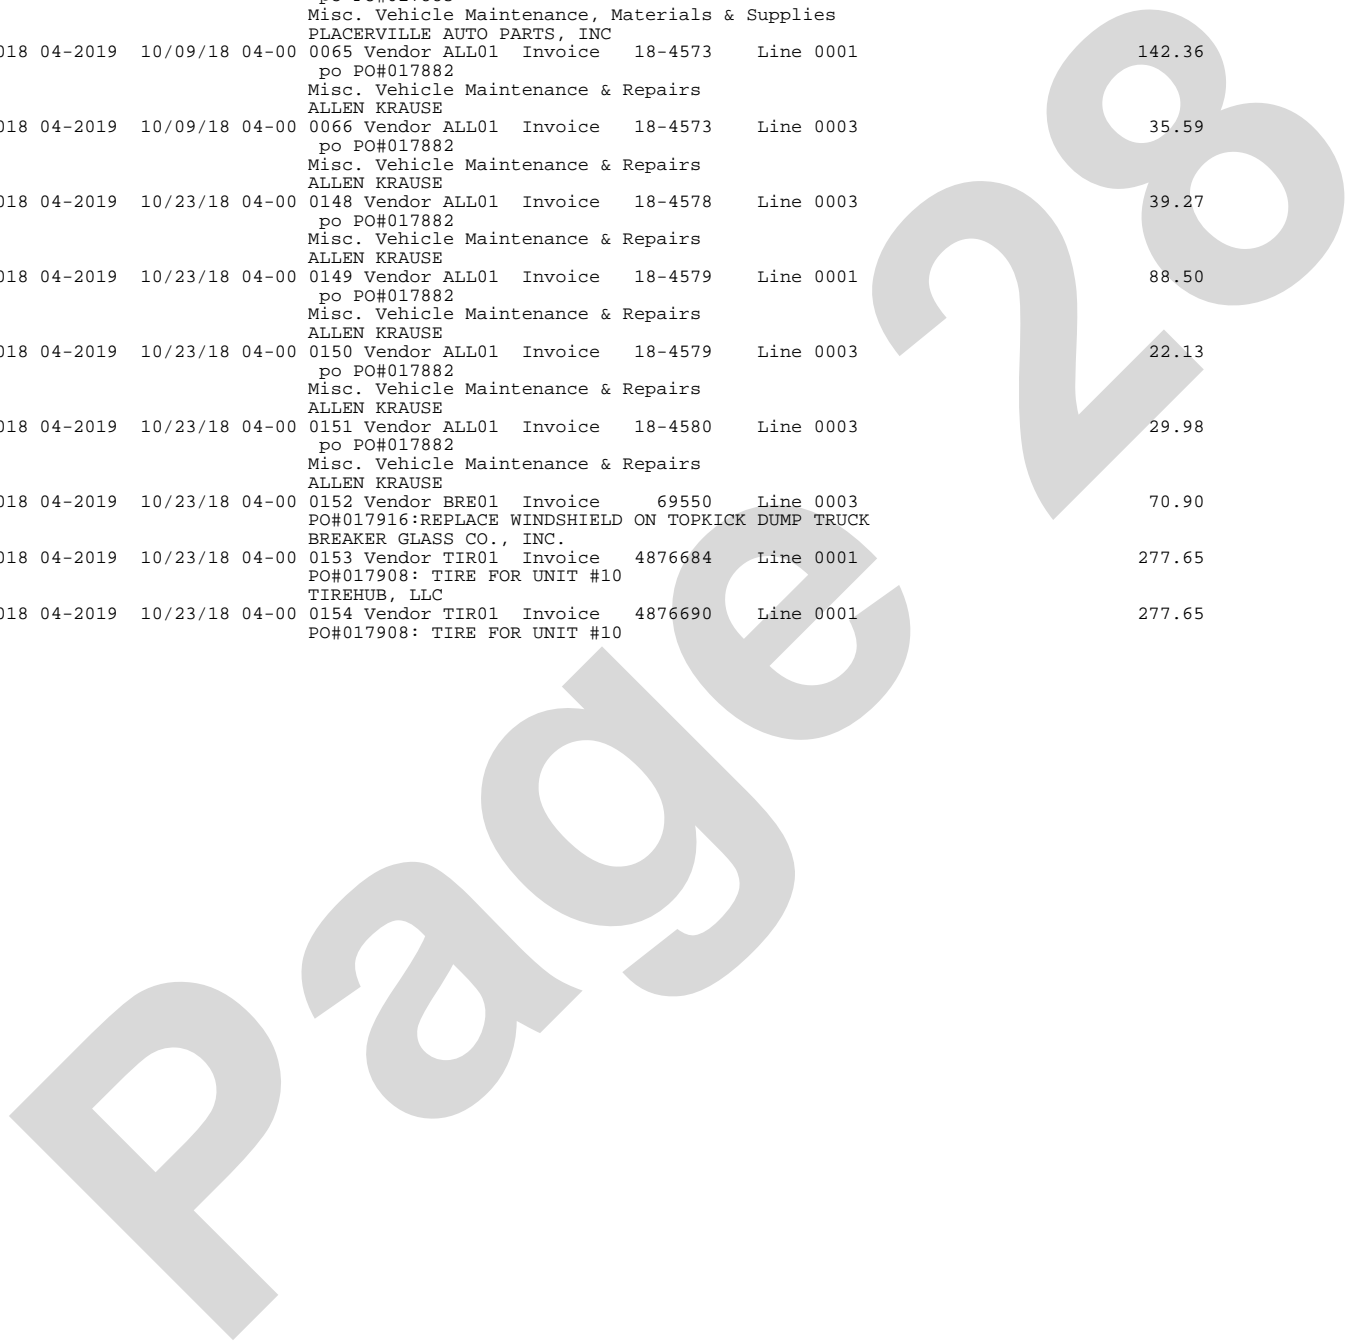 Misc. Vehicle Maintenance, Materials & Supplies
PLACERVILLE AUTO PARTS, INC
018 04-2019 10/09/18 04-00 0065 Vendor ALL01 Invoice 18-4573 Line 0001 142.36
po PO#017882
Misc. Vehicle Maintenance & Repairs
ALLEN KRAUSE
018 04-2019 10/09/18 04-00 0066 Vendor ALL01 Invoice 18-4573 Line 0003 35.59
po PO#017882
Misc. Vehicle Maintenance & Repairs
ALLEN KRAUSE
018 04-2019 10/23/18 04-00 0148 Vendor ALL01 Invoice 18-4578 Line 0003 39.27
po PO#017882
Misc. Vehicle Maintenance & Repairs
ALLEN KRAUSE
018 04-2019 10/23/18 04-00 0149 Vendor ALL01 Invoice 18-4579 Line 0001 88.50
po PO#017882
Misc. Vehicle Maintenance & Repairs
ALLEN KRAUSE
018 04-2019 10/23/18 04-00 0150 Vendor ALL01 Invoice 18-4579 Line 0003 22.13
po PO#017882
Misc. Vehicle Maintenance & Repairs
ALLEN KRAUSE
018 04-2019 10/23/18 04-00 0151 Vendor ALL01 Invoice 18-4580 Line 0003 29.98
po PO#017882
Misc. Vehicle Maintenance & Repairs
ALLEN KRAUSE
018 04-2019 10/23/18 04-00 0152 Vendor BRE01 Invoice 69550 Line 0003 70.90
PO#017916:REPLACE WINDSHIELD ON TOPKICK DUMP TRUCK
BREAKER GLASS CO., INC.
018 04-2019 10/23/18 04-00 0153 Vendor TIR01 Invoice 4876684 Line 0001 277.65
PO#017908: TIRE FOR UNIT #10
TIREHUB, LLC
018 04-2019 10/23/18 04-00 0154 Vendor TIR01 Invoice 4876690 Line 0001 277.65
PO#017908: TIRE FOR UNIT #10
Page 28